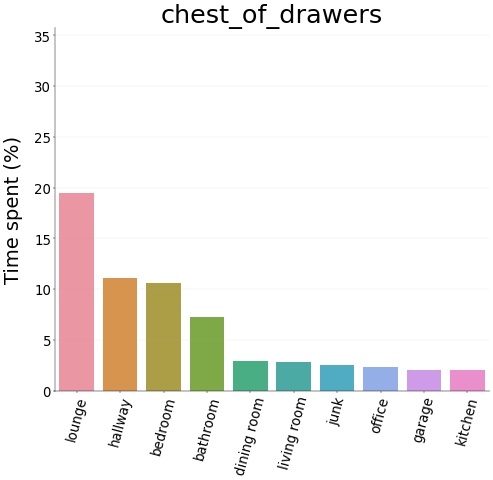 chest_of_drawers
Time spent (%)
35
30
25
20
15
10
5
0
lounge
hallway
bedroom
bathroom
dining room
living room
junk
office
garage
kitchen